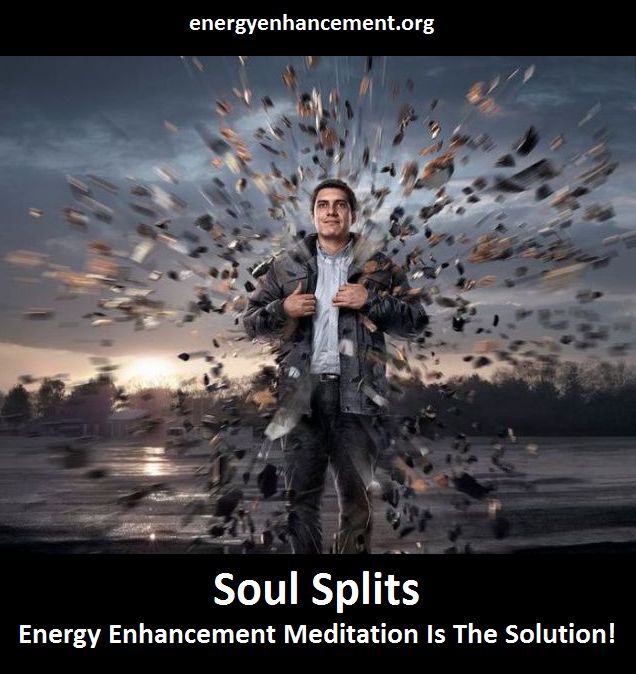 energyenhancement.org
Soul Splits
Energy Enhancement Meditation Is The Solution!